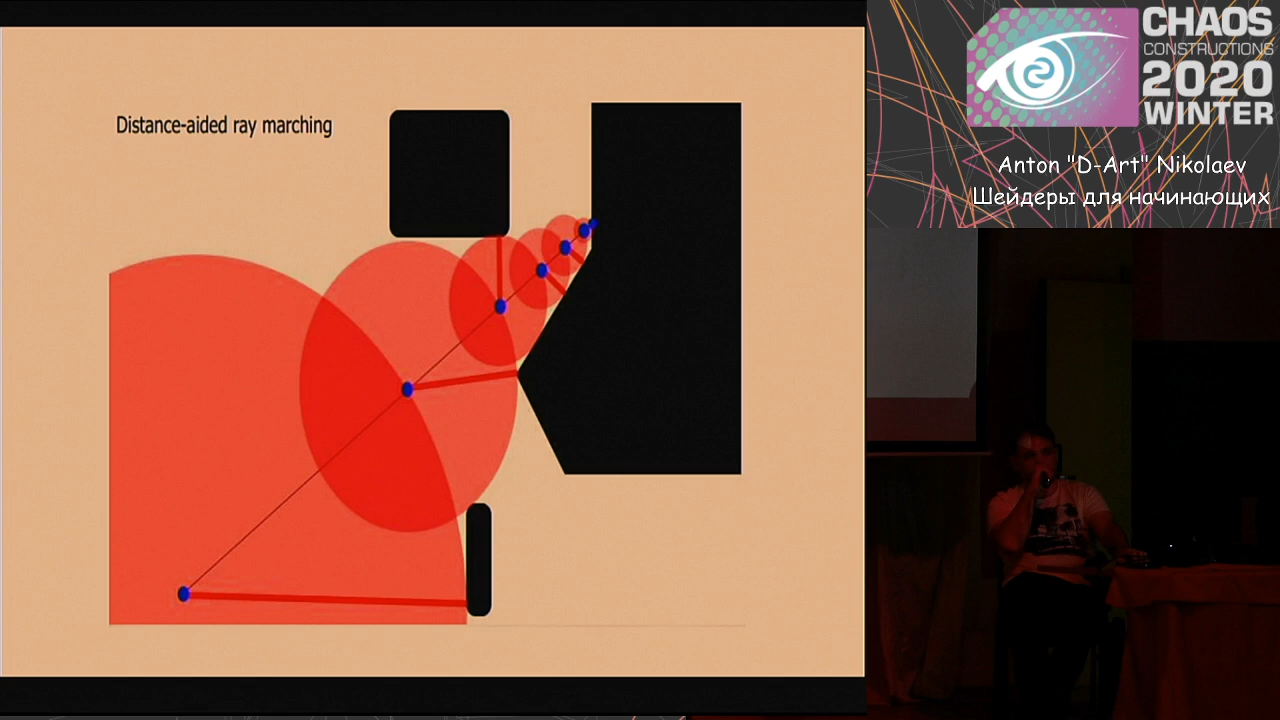 Distance-aided ray marching
CHAOS
CONSTRUCTIONS
2020
WINTER
Anton "D-Art" Nikolaev
Шейдеры для начинающих